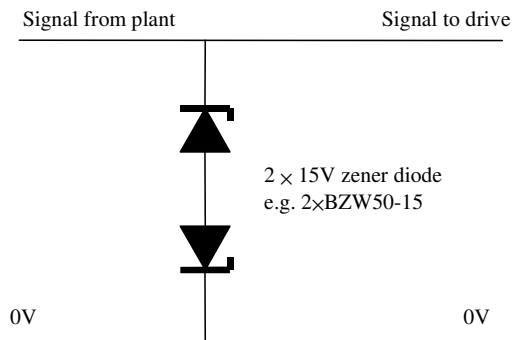 Signal from plant Signal to drive
2 × 15V zener diode
e.g. 2×BZW50-15
0V 0V